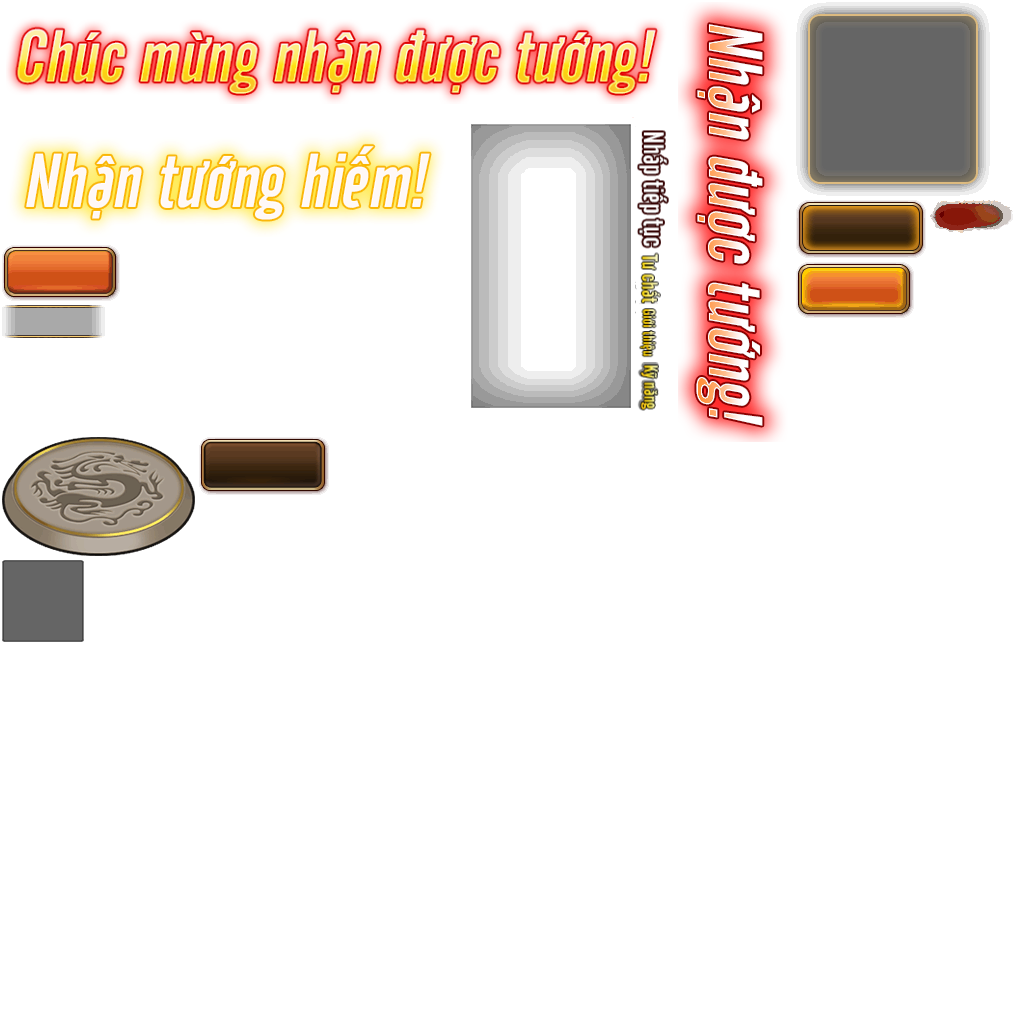 Chúc mừng nhận được tướng!
Nhận tướng hiếm!
Nhấp tiếp tục
Tư chất
Giới thiệu
Kỹ năng
Nhận được tướng!